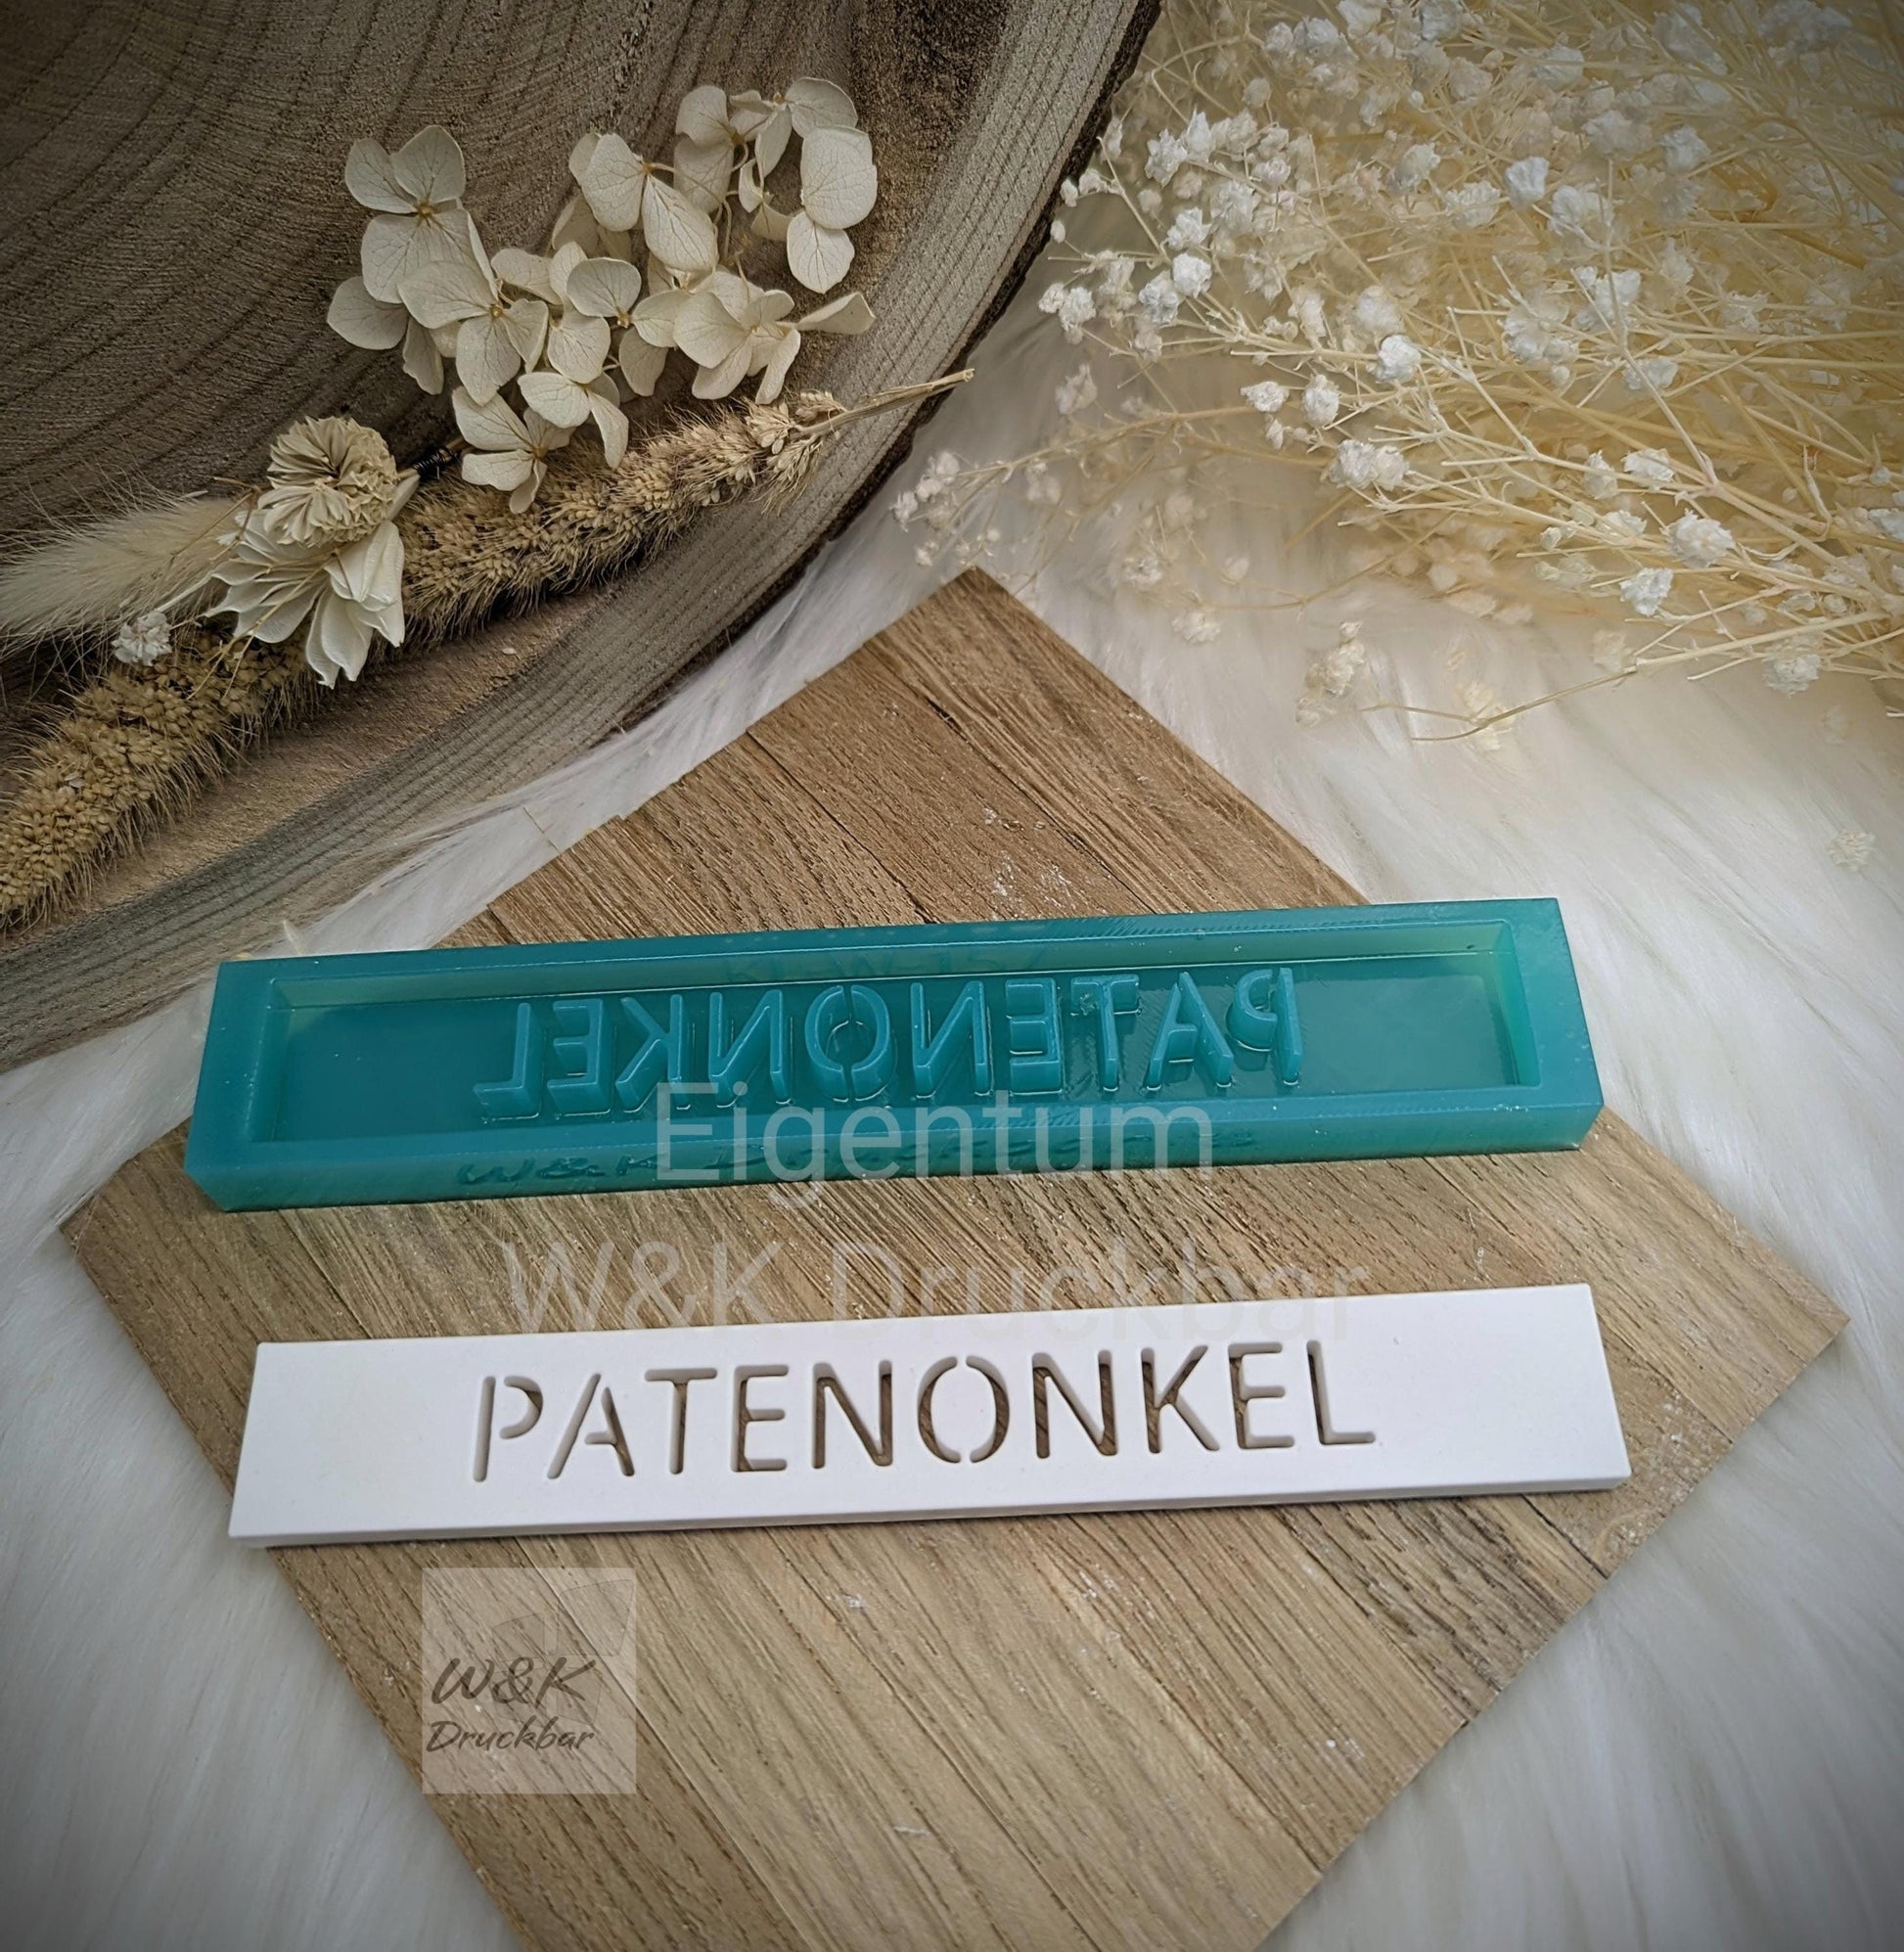 PATENONKEL
Eigentum
W&K Druckbar
PATENONKEL
W&K
Druckbar